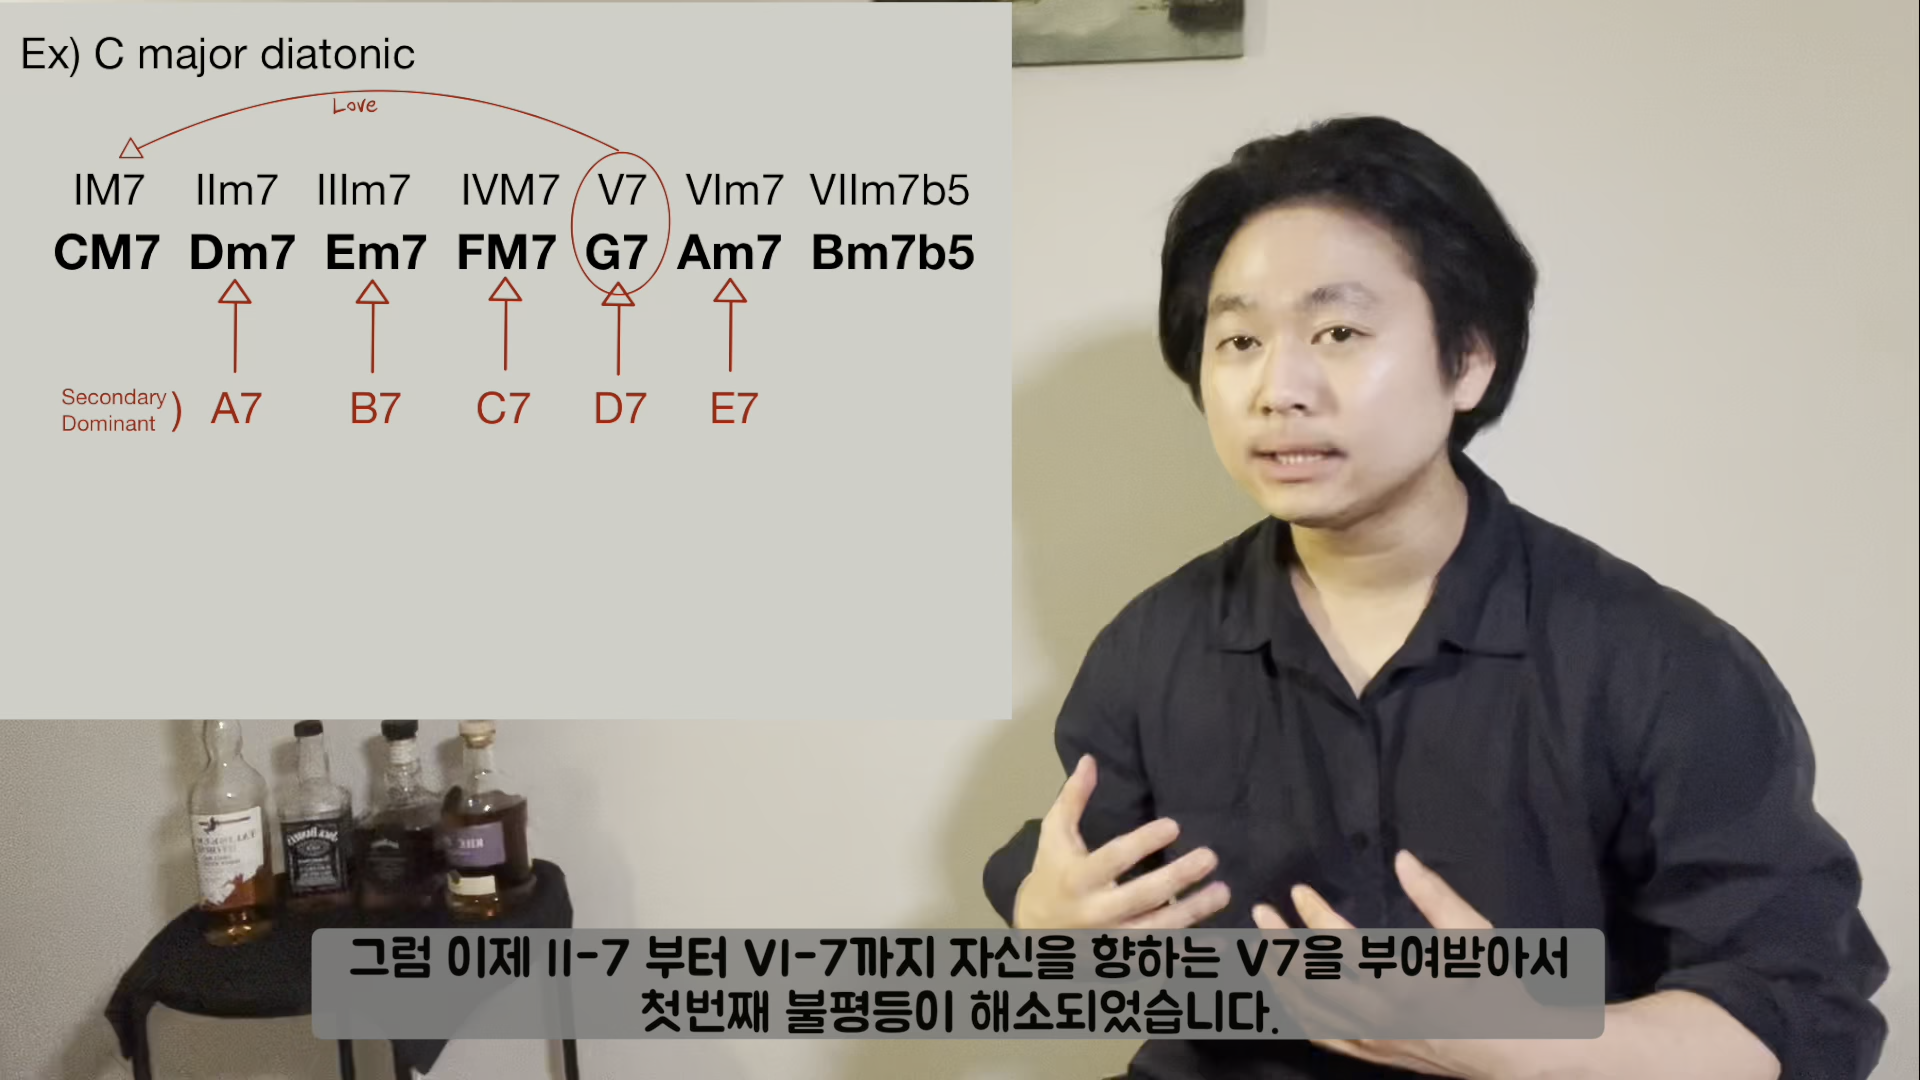 Ex) C major diatonic
Love
IM7 IIm7 IIIm7 IVM7 V7 VIm7 VIIm7b5
CM7 Dm7 Em7 FM7 G7 Am7 Bm7b5
Secondary
Dominant ) A7 B7 C7 D7 E7
그럼 이제 II-7 부터 VI-7까지 자신을 향하는 V7을 부여받아서
첫번째 불평등이 해소되었습니다.